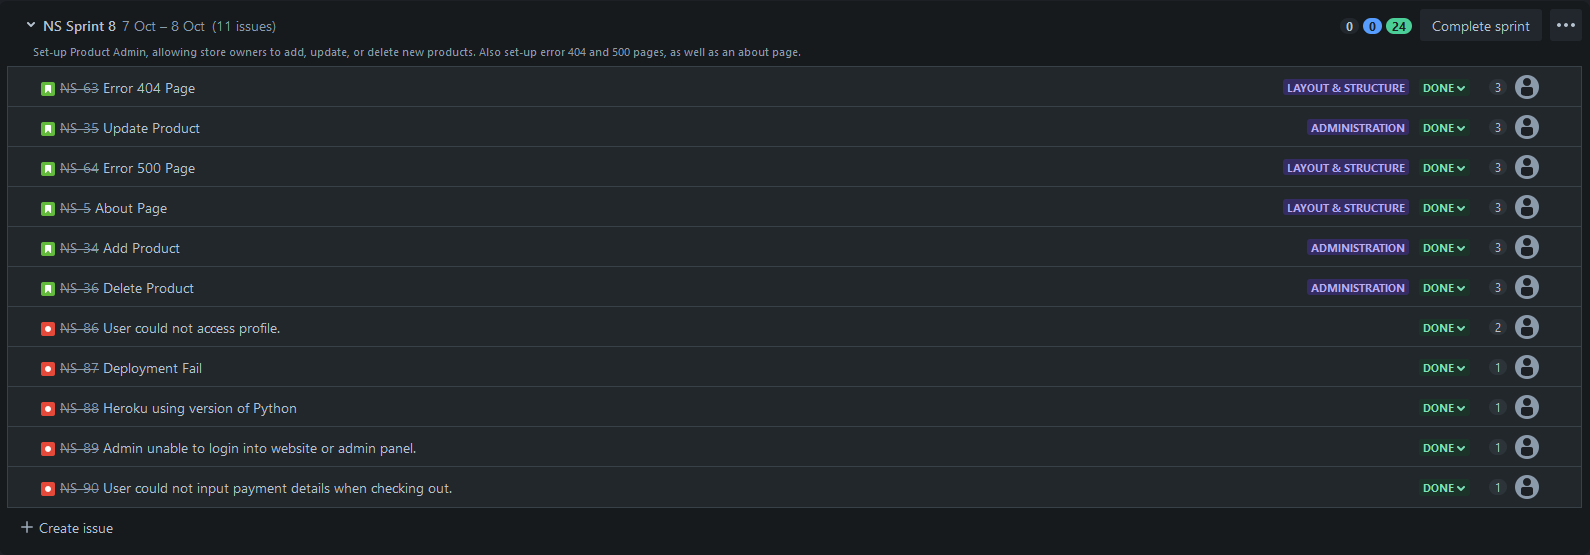 NS Sprint 8 7 Oct – 8 Oct (11 issues) 0 0 24 Complete sprint
Set-up Product Admin, allowing store owners to add, update, or delete new products. Also set-up error 404 and 500 pages, as well as an about page.
NS-63 Error 404 Page LAYOUT & STRUCTURE DONE 3
NS-35 Update Product ADMINISTRATION DONE 3
NS-64 Error 500 Page LAYOUT & STRUCTURE DONE 3
NS-5 About Page LAYOUT & STRUCTURE DONE 3
NS-34 Add Product ADMINISTRATION DONE 3
NS-36 Delete Product ADMINISTRATION DONE 3
NS-86 User could not access profile. DONE 2
NS-87 Deployment Fail DONE 1
NS-88 Heroku using version of Python DONE 1
NS-89 Admin unable to login into website or admin panel. DONE 1
NS-90 User could not input payment details when checking out. DONE 1
+ Create issue